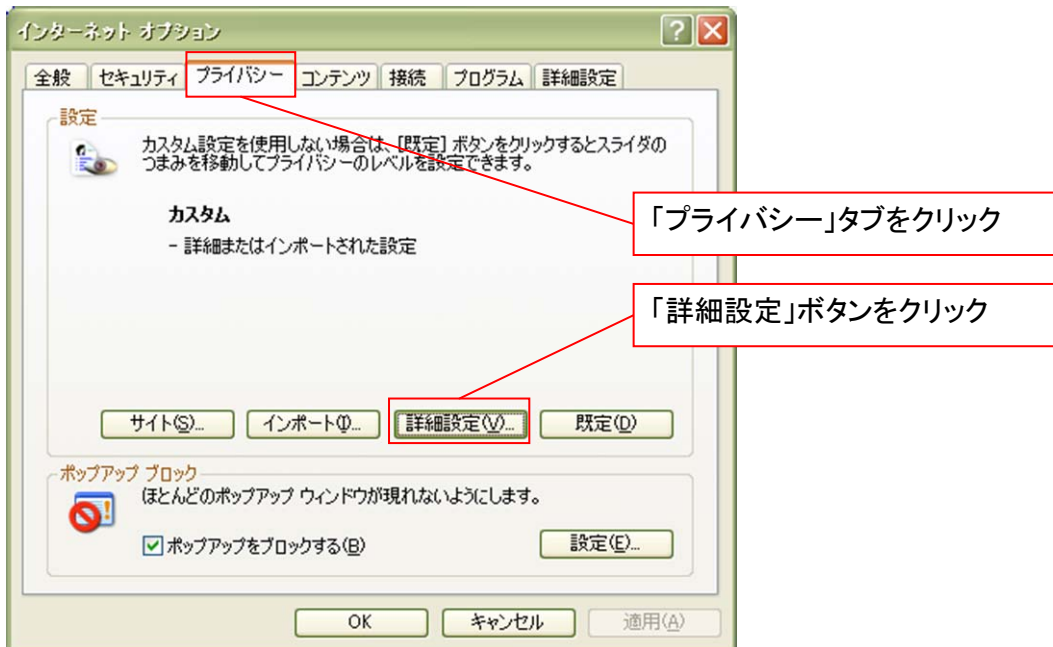 インターネット オプション
全般 セキュリティ プライバシー コンテンツ 接続 プログラム 詳細設定
設定
カスタム設定を使用しない場合は、[既定] ボタンをクリックするとスライダの
つまみを移動してプライバシーのレベルを設定できます。
カスタム
- 詳細またはインポートされた設定
「プライバシー」タブをクリック
「詳細設定」ボタンをクリック
サイト(S)... インポート(I)... 詳細設定(V)... 既定(D)
ポップアップ ブロック
ほとんどのポップアップ ウィンドウが現れないようにします。
ポップアップをブロックする(B)
設定(E)...
OK キャンセル 適用(A)